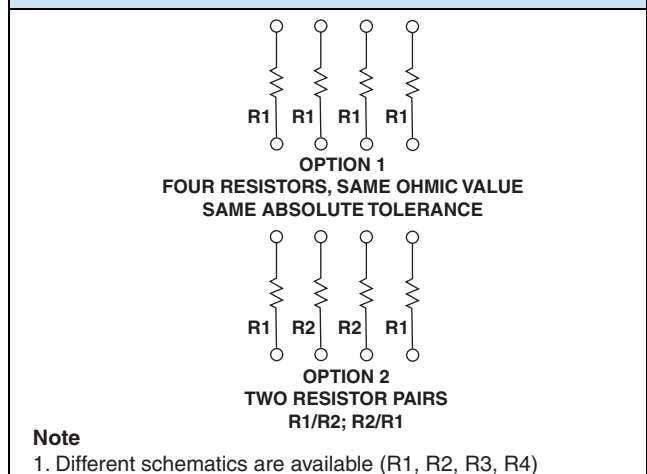 R1 R1 R1 R1
OPTION 1
FOUR RESISTORS, SAME OHMIC VALUE
SAME ABSOLUTE TOLERANCE
R1 R2 R2 R1
OPTION 2
TWO RESISTOR PAIRS
R1/R2; R2/R1
Note
1. Different schematics are available (R1, R2, R3, R4)